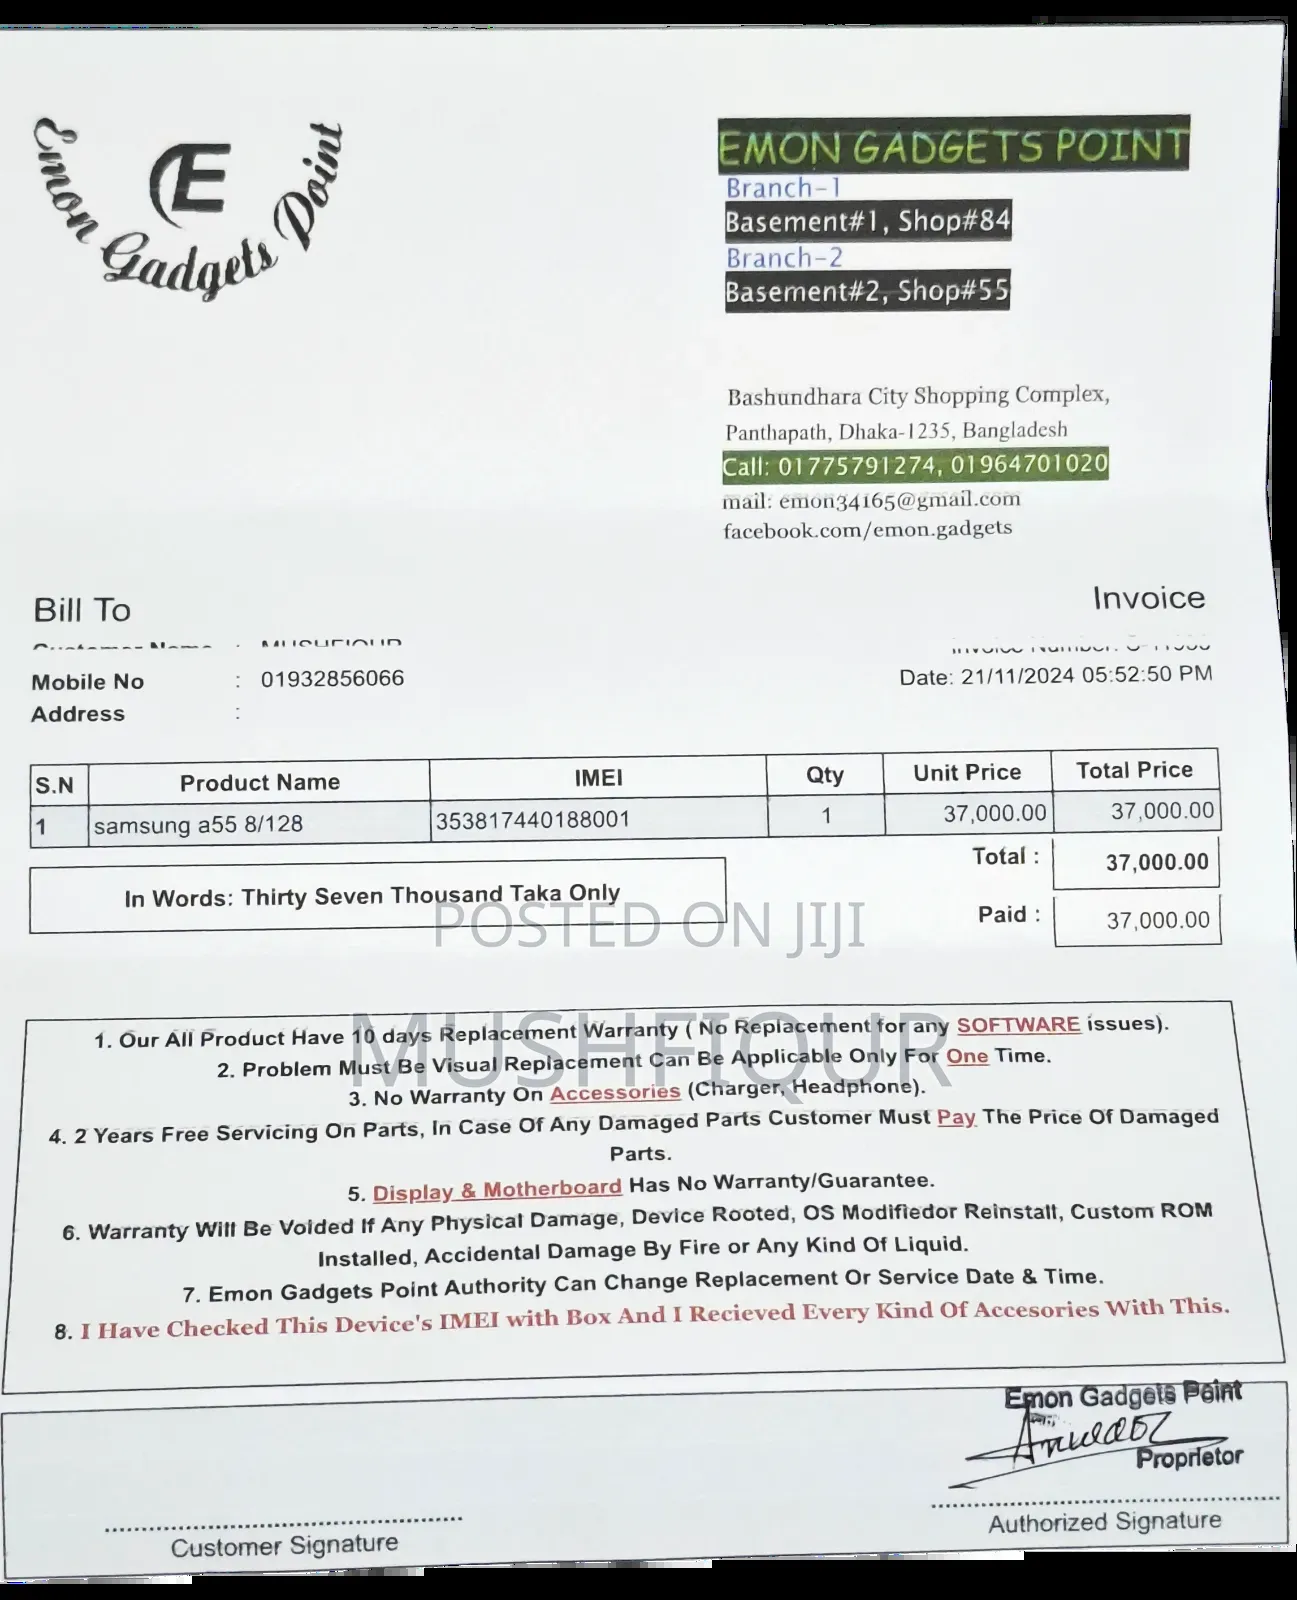 Emon Gadgets Point
E
EMON GADGETS POINT
Branch-1
Basement#1, Shop#84
Branch-2
Basement#2, Shop#55
Bashundhara City Shopping Complex,
Panthapath, Dhaka-1235, Bangladesh
Call: 01775791274, 01964701020
mail: emon34165@gmail.com
facebook.com/emon.gadgets
Bill To
Invoice
Customer Name : MUSHFIQUR
Invoice Number:
Mobile No : 01932856066
Date: 21/11/2024 05:52:50 PM
Address :
S.N Product Name IMEI Qty Unit Price Total Price
1 samsung a55 8/128 353817440188001 1 37,000.00 37,000.00
Total : 37,000.00
In Words: Thirty Seven Thousand Taka Only
Paid : 37,000.00
POSTED ON JIJI
MUSHFIQUR
1. Our All Product Have 10 days Replacement Warranty ( No Replacement for any SOFTWARE issues).
2. Problem Must Be Visual Replacement Can Be Applicable Only For One Time.
3. No Warranty On Accessories (Charger, Headphone).
4. 2 Years Free Servicing On Parts, In Case Of Any Damaged Parts Customer Must Pay The Price Of Damaged
Parts.
5. Display & Motherboard Has No Warranty/Guarantee.
6. Warranty Will Be Voided If Any Physical Damage, Device Rooted, OS Modifiedor Reinstall, Custom ROM
Installed, Accidental Damage By Fire or Any Kind Of Liquid.
7. Emon Gadgets Point Authority Can Change Replacement Or Service Date & Time.
8. I Have Checked This Device's IMEI with Box And I Recieved Every Kind Of Accesories With This.
Emon Gadgets Point
Proprietor
Customer Signature
Authorized Signature